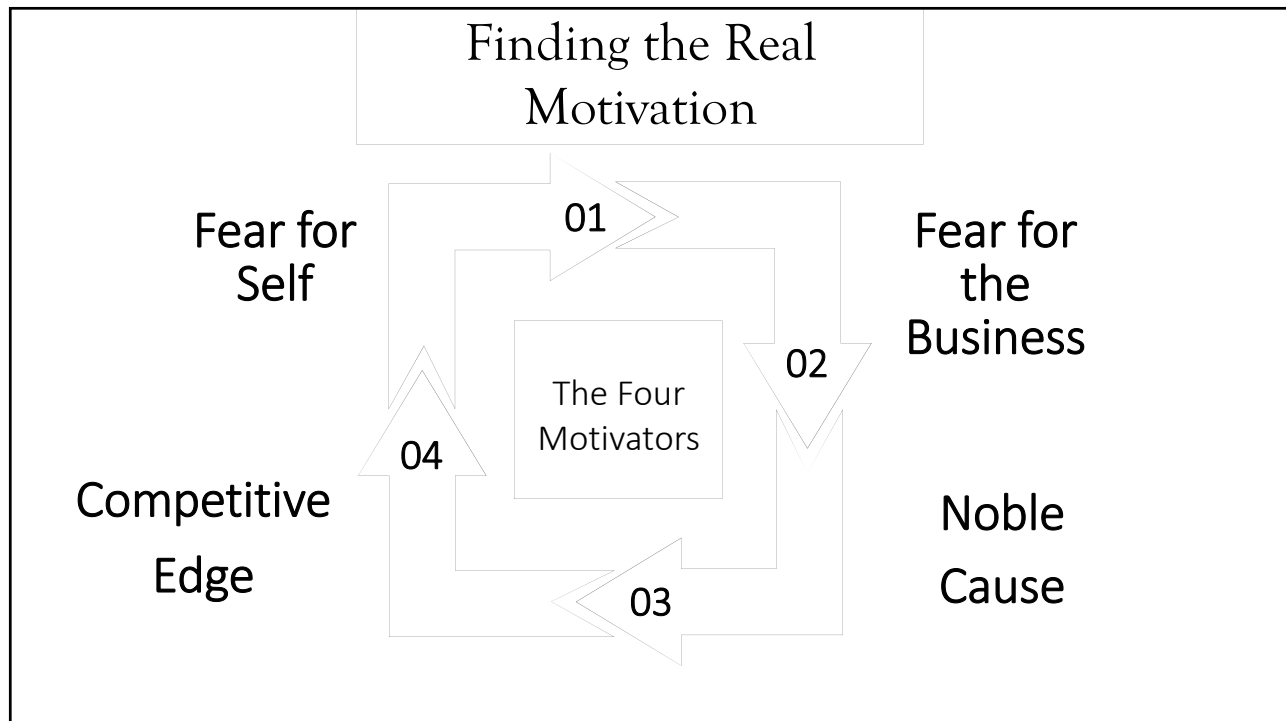 Finding the Real
Motivation
01
Fear for
Self
Fear for
the
Business
02
The Four
Motivators
04
Competitive
Edge
Noble
Cause
03